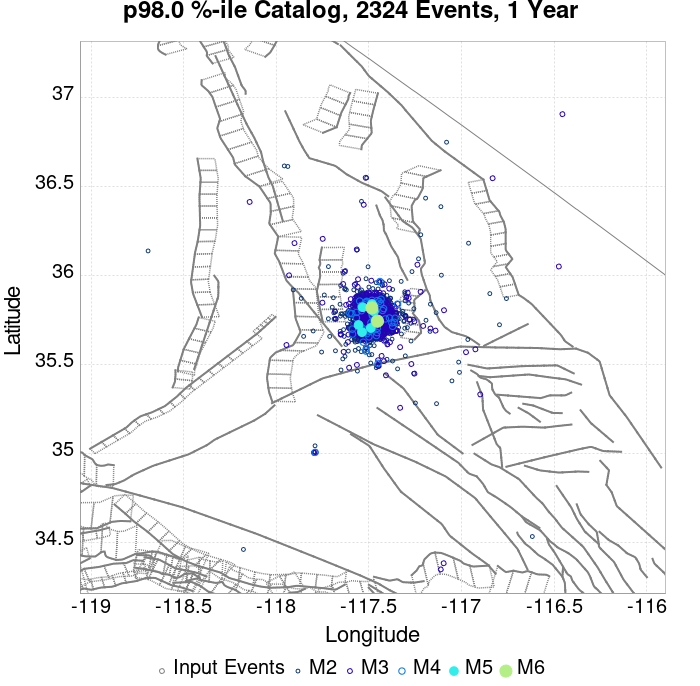 p98.0 %-ile Catalog, 2324 Events, 1 Year
37
36.5
36
35.5
35
34.5
Latitude
-119 -118.5 -118 -117.5 -117 -116.5 -116
Longitude
Input Events M2 M3 M4 M5 M6